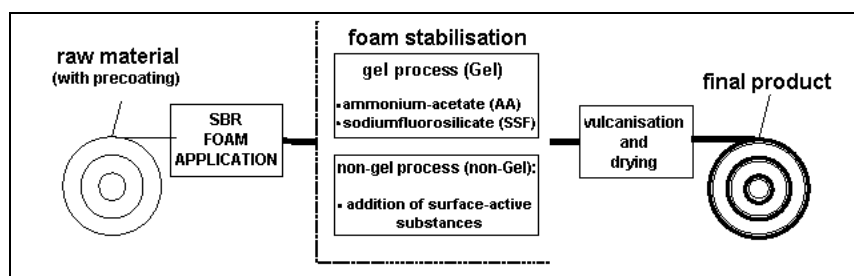 raw material
(with precoating)
SBR
FOAM
APPLICATION
foam stabilisation
gel process (Gel)
▪ammonium-acetate (AA)
▪sodiumfluorosilicate (SSF)
non-gel process (non-Gel):
▪ addition of surface-active
substances
vulcanisation
and
drying
final product